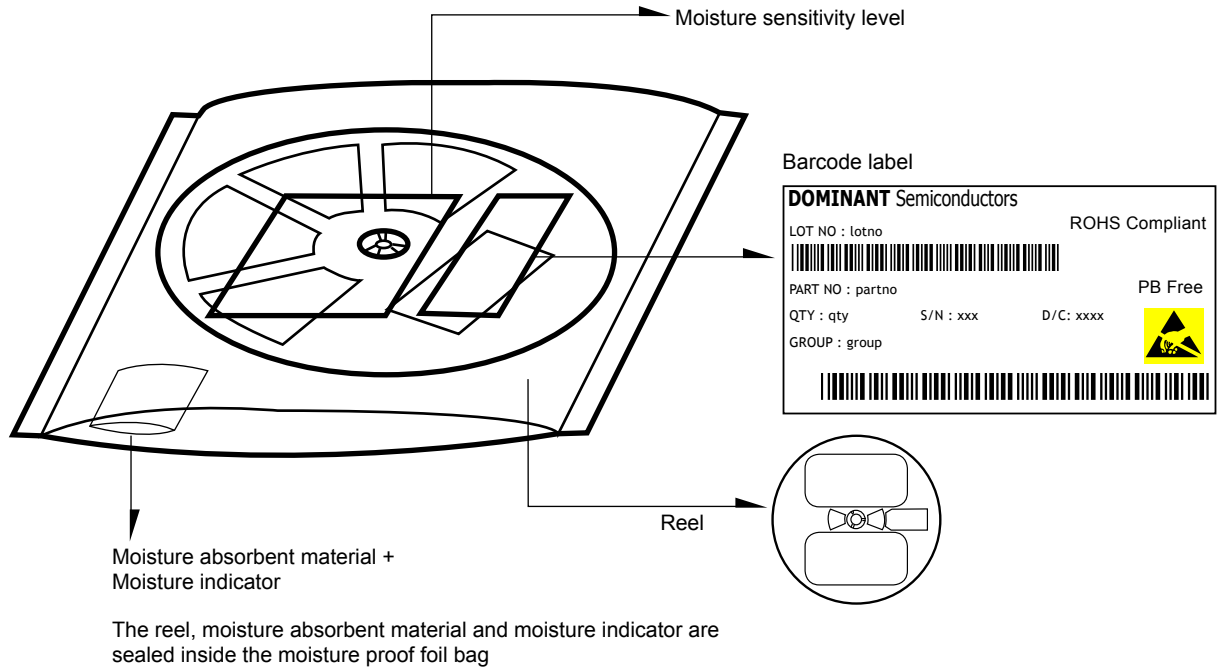 Moisture sensitivity level
Barcode label
DOMINANT Semiconductors
ROHS Compliant
LOT NO : lotno
PART NO : partno
PB Free
QTY : qty S/N : xxx D/C: xxxx
GROUP : group
Reel
Moisture absorbent material +
Moisture indicator
The reel, moisture absorbent material and moisture indicator are
sealed inside the moisture proof foil bag